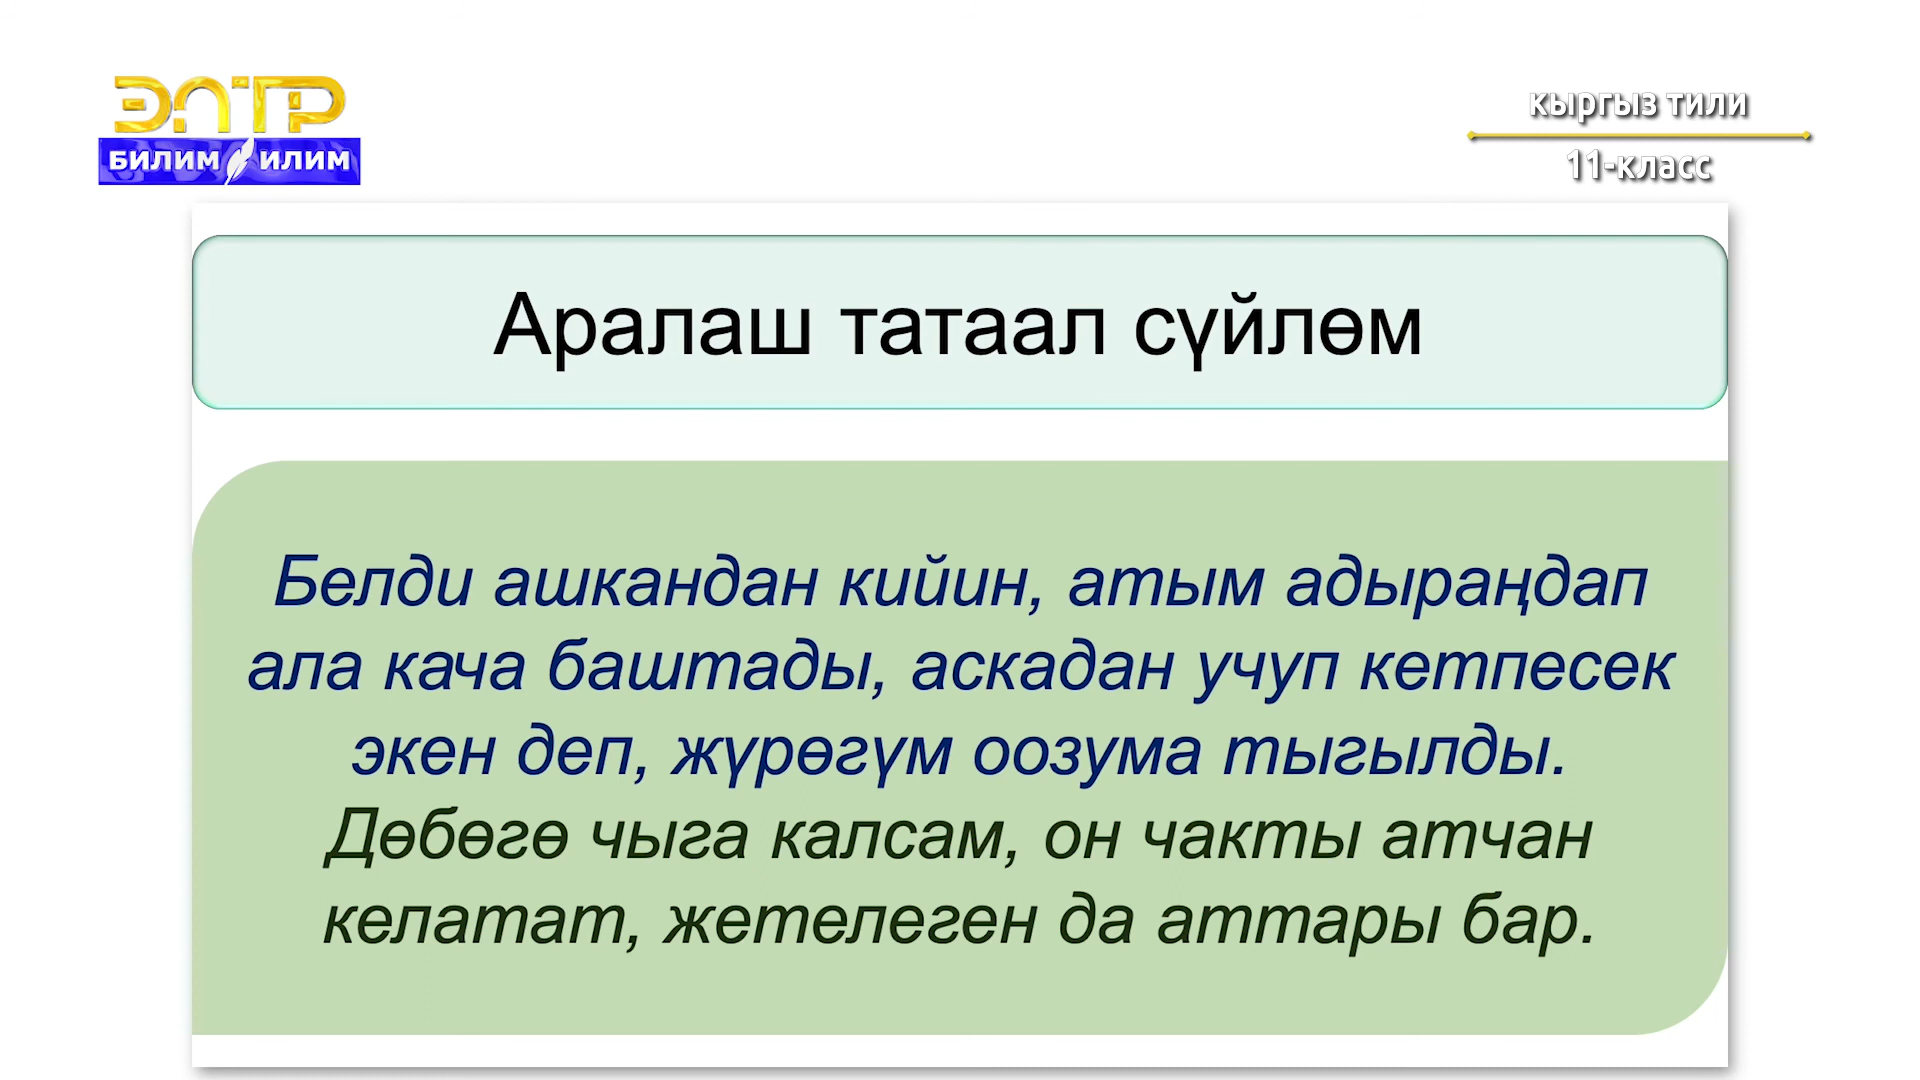 ЭЛТР
БИЛИМ ИЛИМ
кыргыз тили
11-класс
Аралаш татаал сүйлөм
Белди ашкандан кийин, атым адыраңдап
ала кача баштады, аскадан учуп кетпесек
экен деп, жүрөгүм оозума тыгылды.
Дөбөгө чыга калсам, он чакты атчан
келатат, жетелеген да аттары бар.